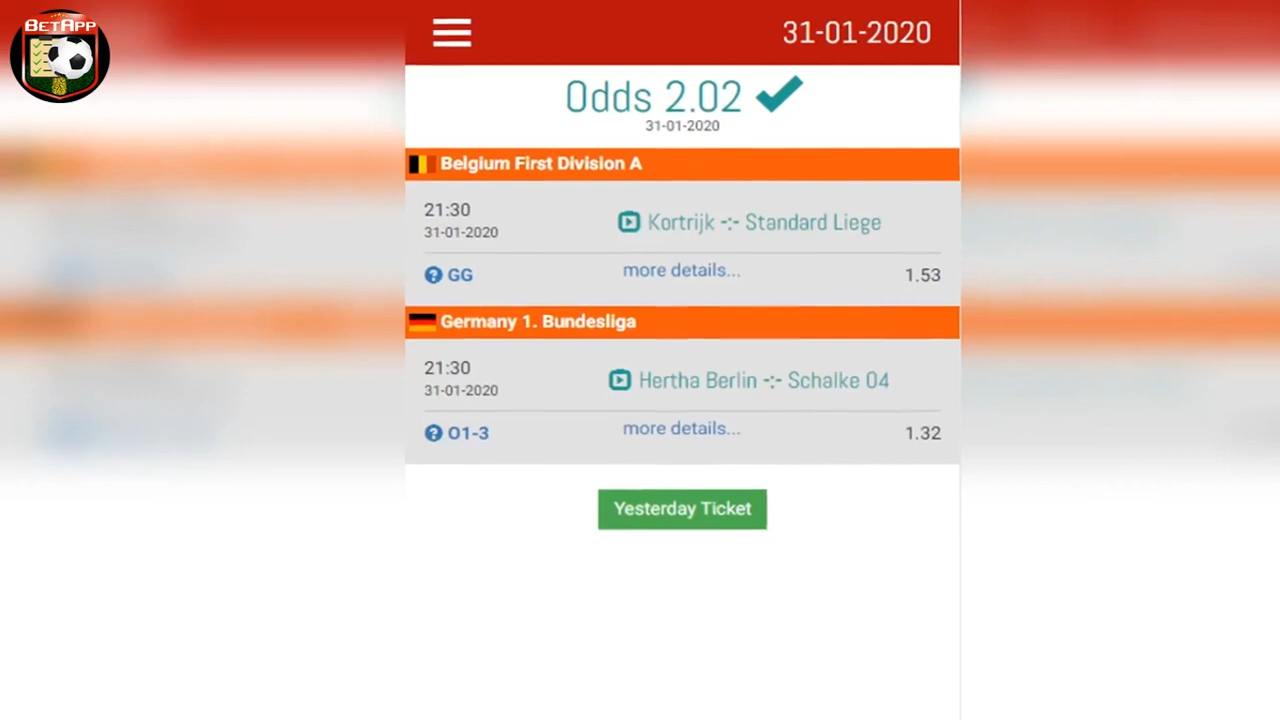 BETAPP
31-01-2020
Odds 2.02
31-01-2020
Belgium First Division A
21:30
31-01-2020
Kortrijk -:- Standard Liege
GG
more details...
1.53
Germany 1. Bundesliga
21:30
31-01-2020
Hertha Berlin -:- Schalke 04
O1-3
more details...
1.32
Yesterday Ticket